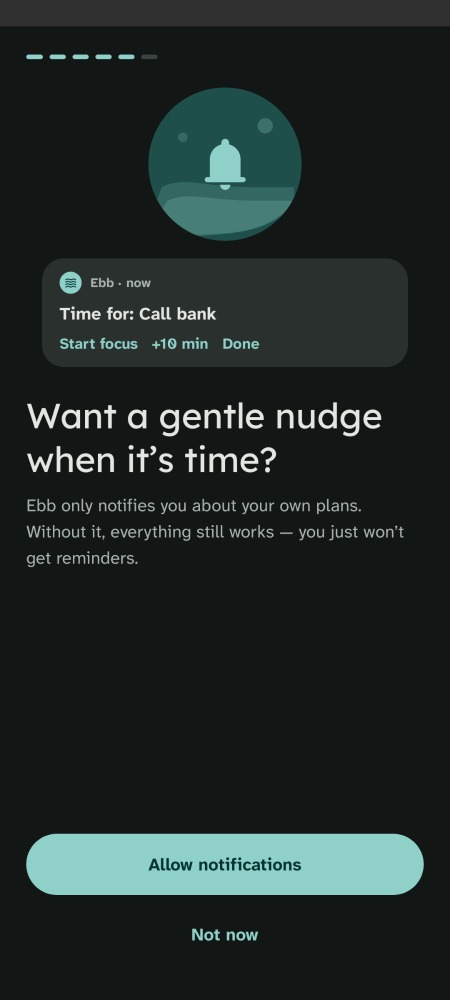 Ebb · now
Time for: Call bank
Start focus +10 min Done
Want a gentle nudge
when it’s time?
Ebb only notifies you about your own plans.
Without it, everything still works — you just won’t
get reminders.
Allow notifications
Not now